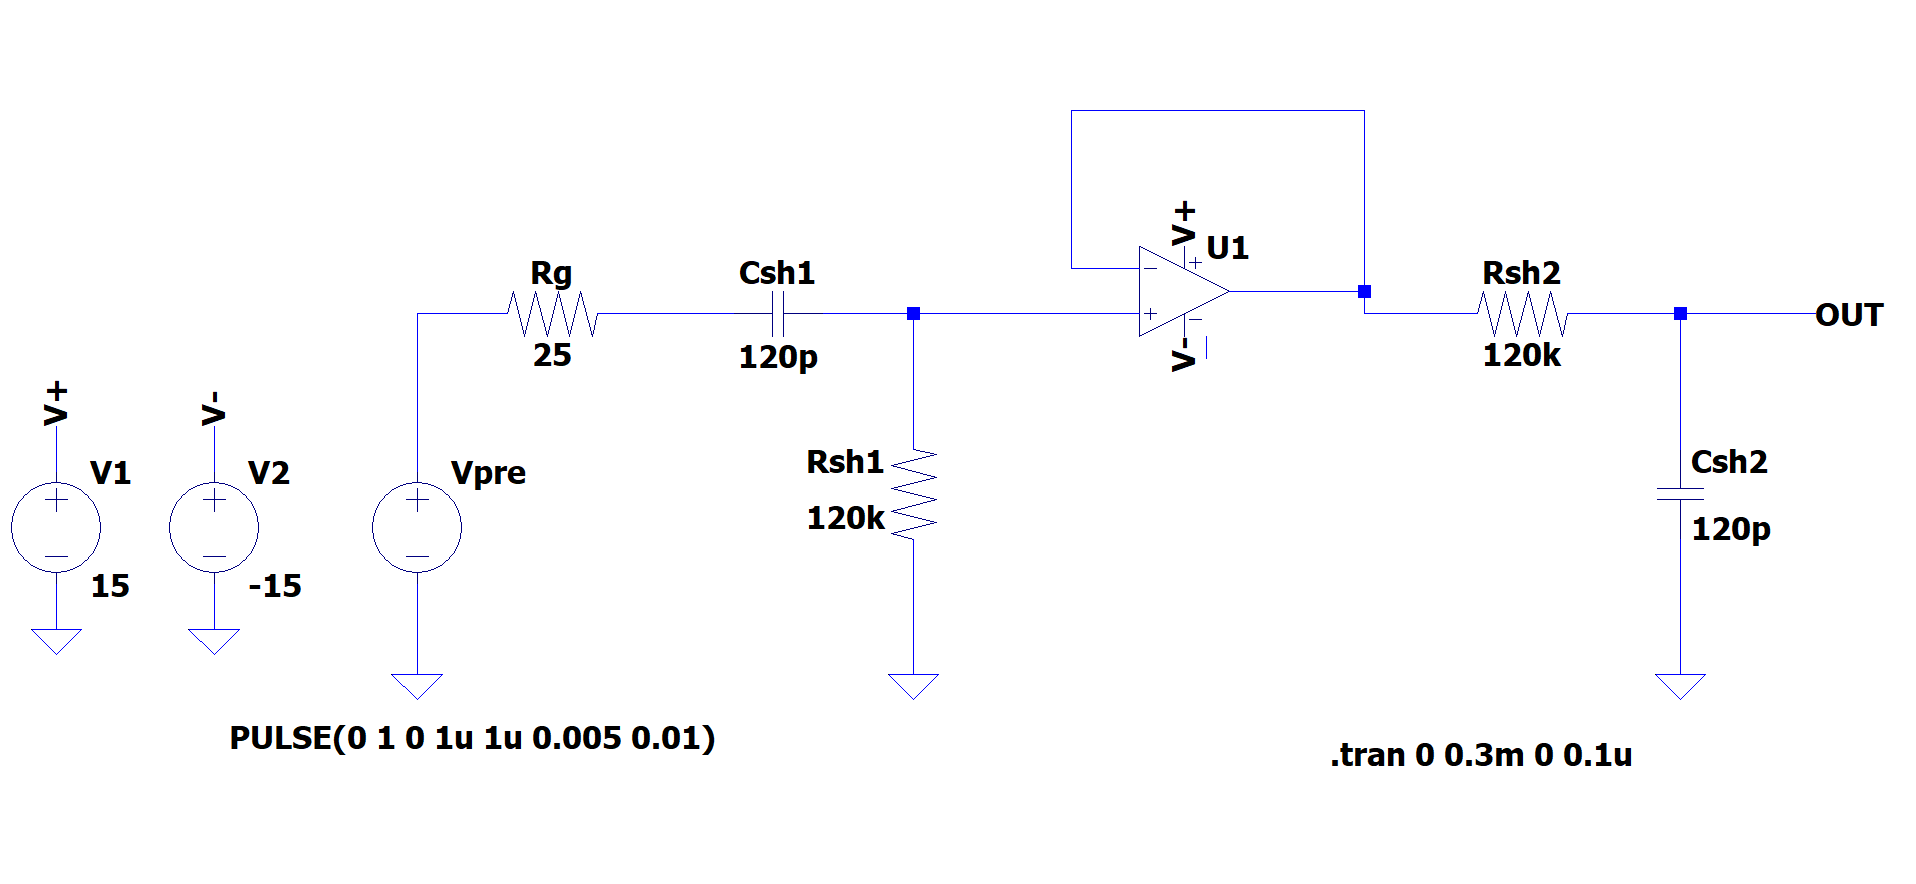 V+
U1
V-
Rg
25
Csh1
120p
Rsh2
120k
OUT
V+
V-
V1
15
V2
-15
Vpre
Rsh1
120k
Csh2
120p
PULSE(0 1 0 1u 1u 0.005 0.01)
.tran 0 0.3m 0 0.1u